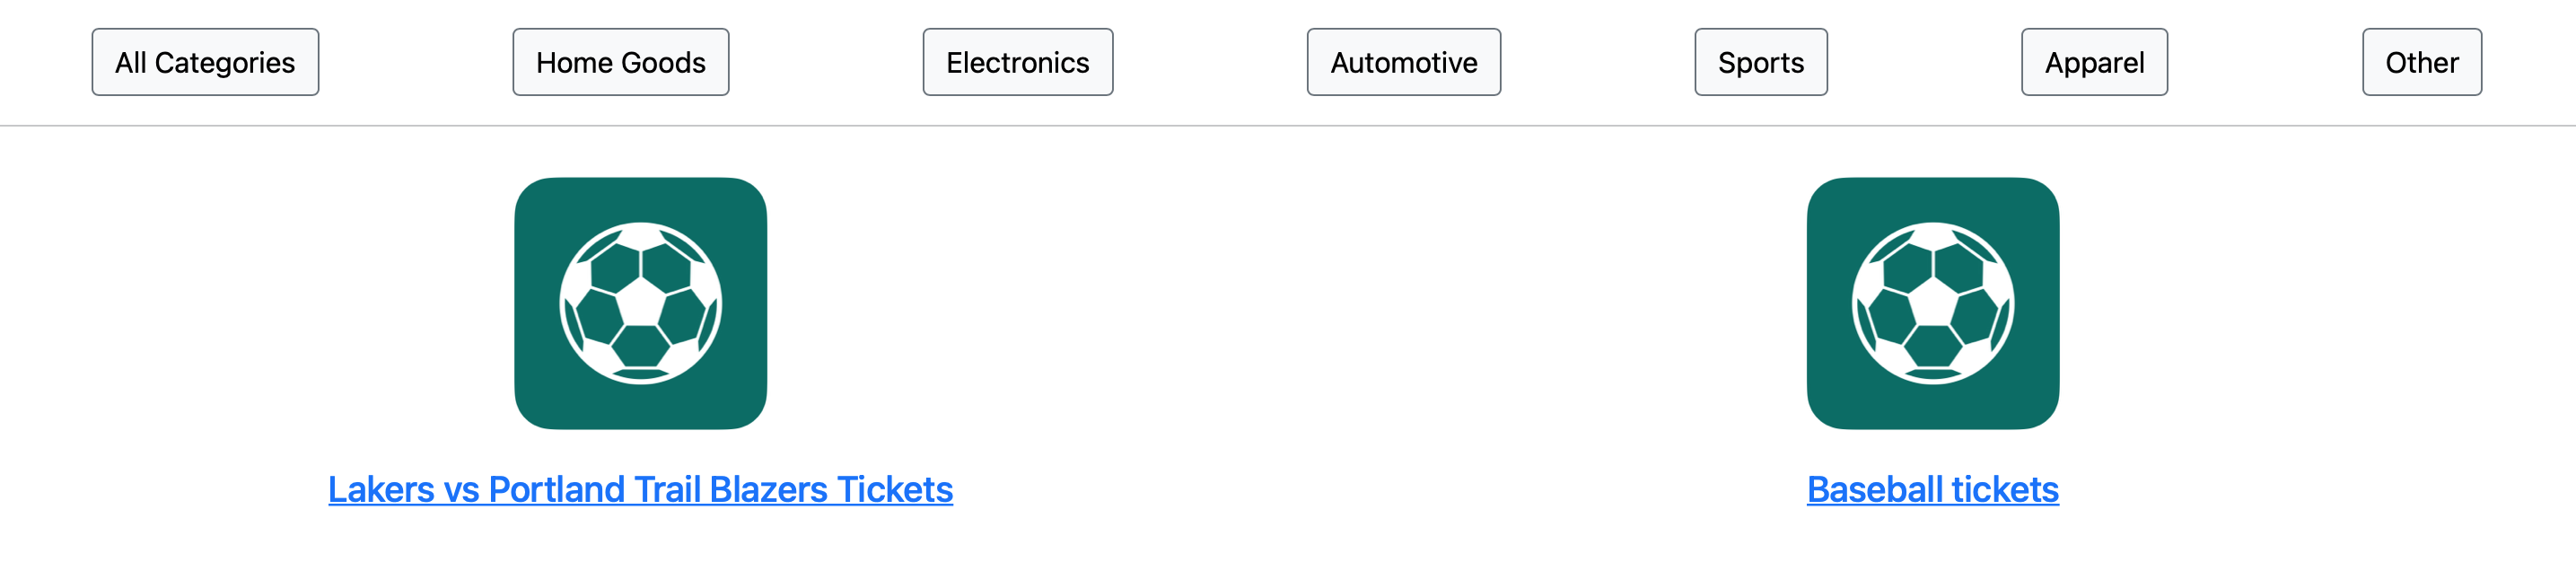 All Categories Home Goods Electronics Automotive Sports Apparel Other
Lakers vs Portland Trail Blazers Tickets Baseball tickets